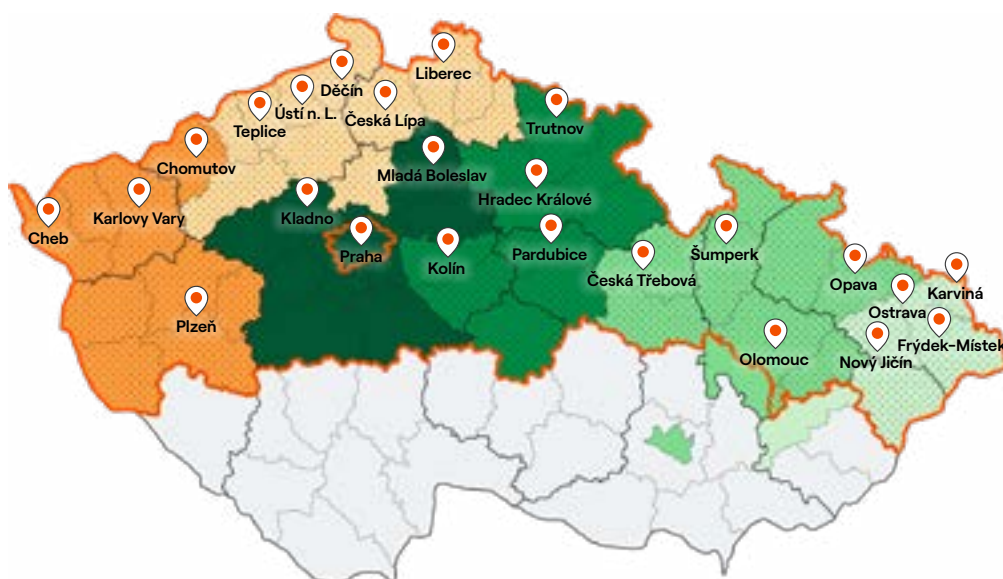 Liberec
Děčín
Ústí n. L.
Česká Lípa
Teplice
Trutnov
Chomutov
Mladá Boleslav
Hradec Králové
Karlovy Vary
Kladno
Cheb
Praha
Kolín
Pardubice
Česká Třebová
Šumperk
Opava
Karviná
Ostrava
Plzeň
Olomouc
Nový Jičín
Frýdek-Místek